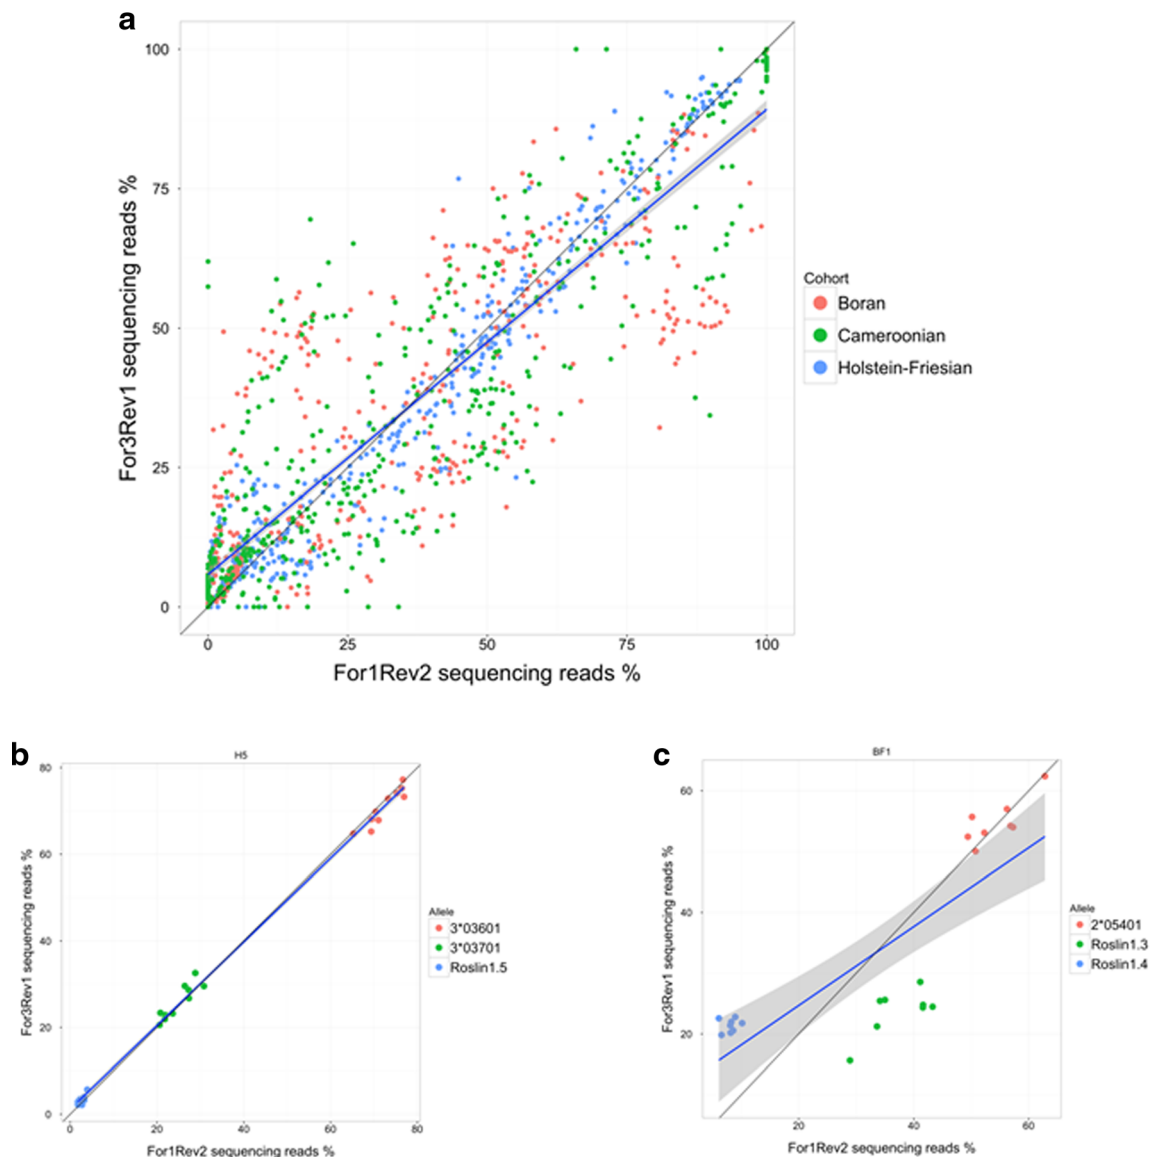 a
100
75
50
25
0
For3Rev1 sequencing reads %
0 25 50 75 100
For1Rev2 sequencing reads %
Cohort
Boran
Cameroonian
Holstein-Friesian
b
H5
80
60
40
20
0
For3Rev1 sequencing reads %
0 20 40 60 80
For1Rev2 sequencing reads %
Allele
3*03601
3*03701
Roslin1.5
c
BF1
60
40
20
For3Rev1 sequencing reads %
20 40 60
For1Rev2 sequencing reads %
Allele
2*05401
Roslin1.3
Roslin1.4